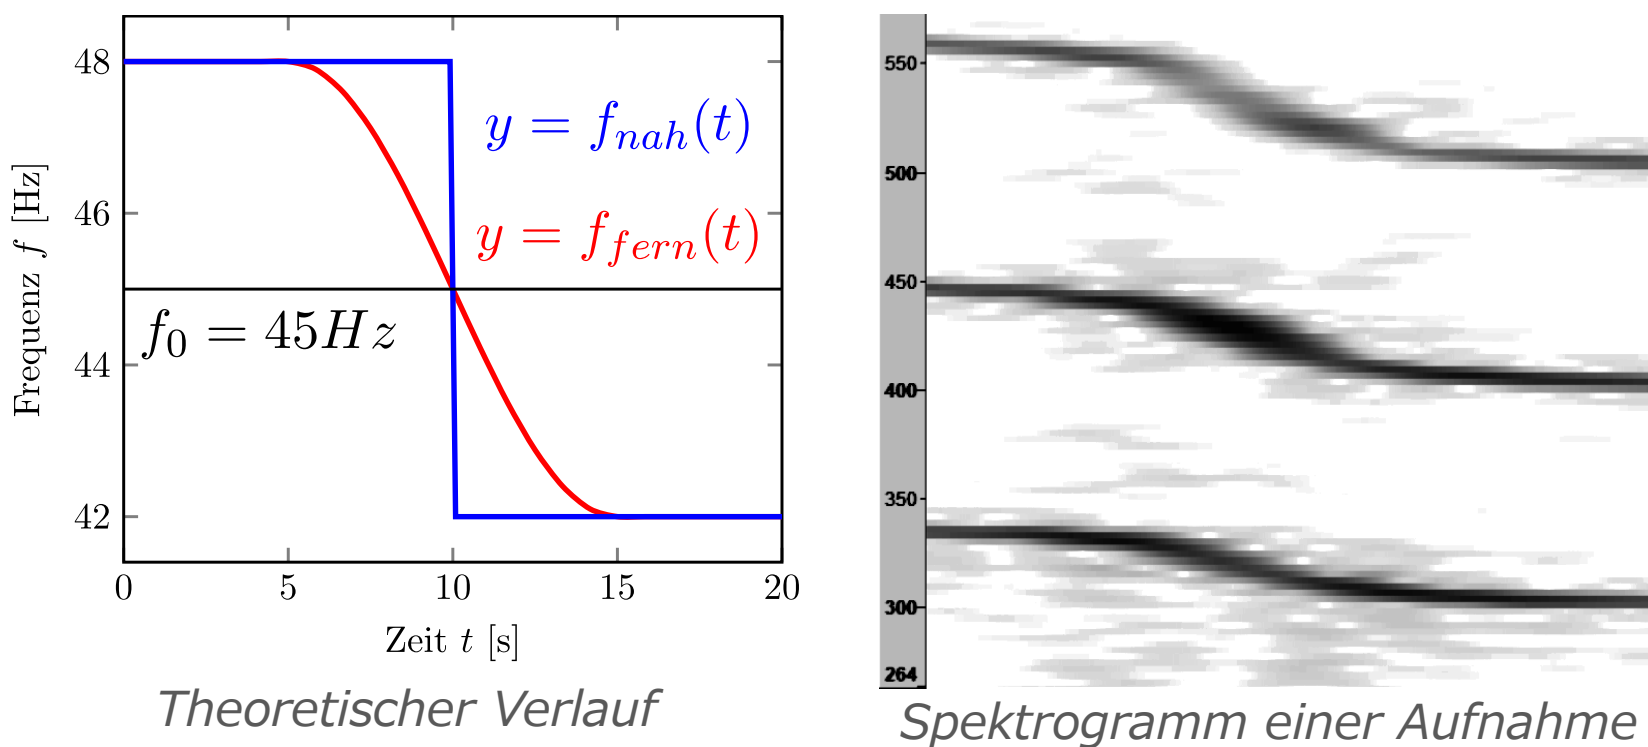 48
46
44
42
Frequenz f [Hz]
y = f_nah(t)
y = f_fern(t)
f_0 = 45Hz
0 5 10 15 20
Zeit t [s]
Theoretischer Verlauf
550
500
450
400
350
300
264
Spektrogramm einer Aufnahme